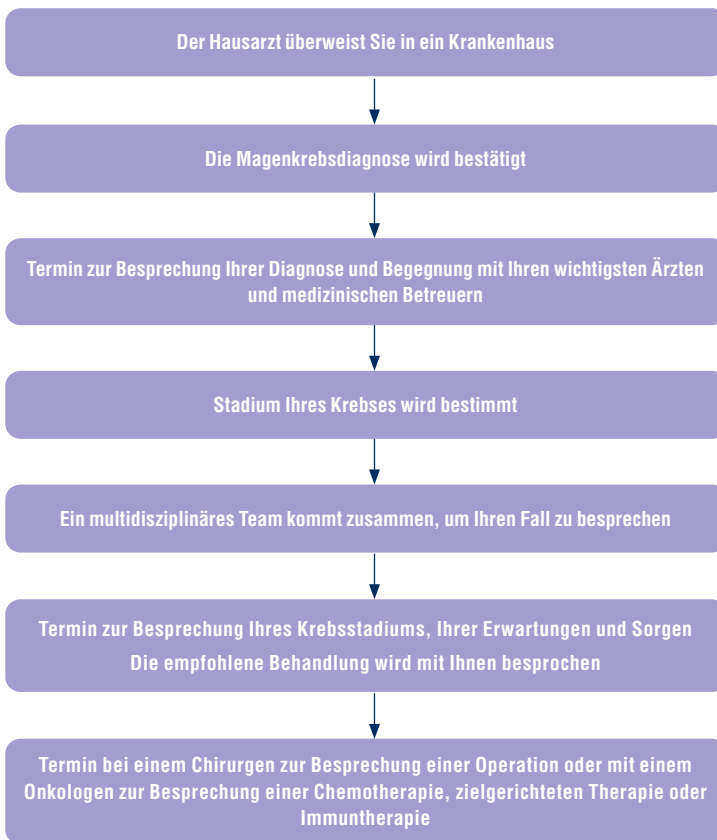 Der Hausarzt überweist Sie in ein Krankenhaus
Die Magenkrebsdiagnose wird bestätigt
Termin zur Besprechung Ihrer Diagnose und Begegnung mit Ihren wichtigsten Ärzten
und medizinischen Betreuern
Stadium Ihres Krebses wird bestimmt
Ein multidisziplinäres Team kommt zusammen, um Ihren Fall zu besprechen
Termin zur Besprechung Ihres Krebsstadiums, Ihrer Erwartungen und Sorgen
Die empfohlene Behandlung wird mit Ihnen besprochen
Termin bei einem Chirurgen zur Besprechung einer Operation oder mit einem
Onkologen zur Besprechung einer Chemotherapie, zielgerichteten Therapie oder
Immuntherapie